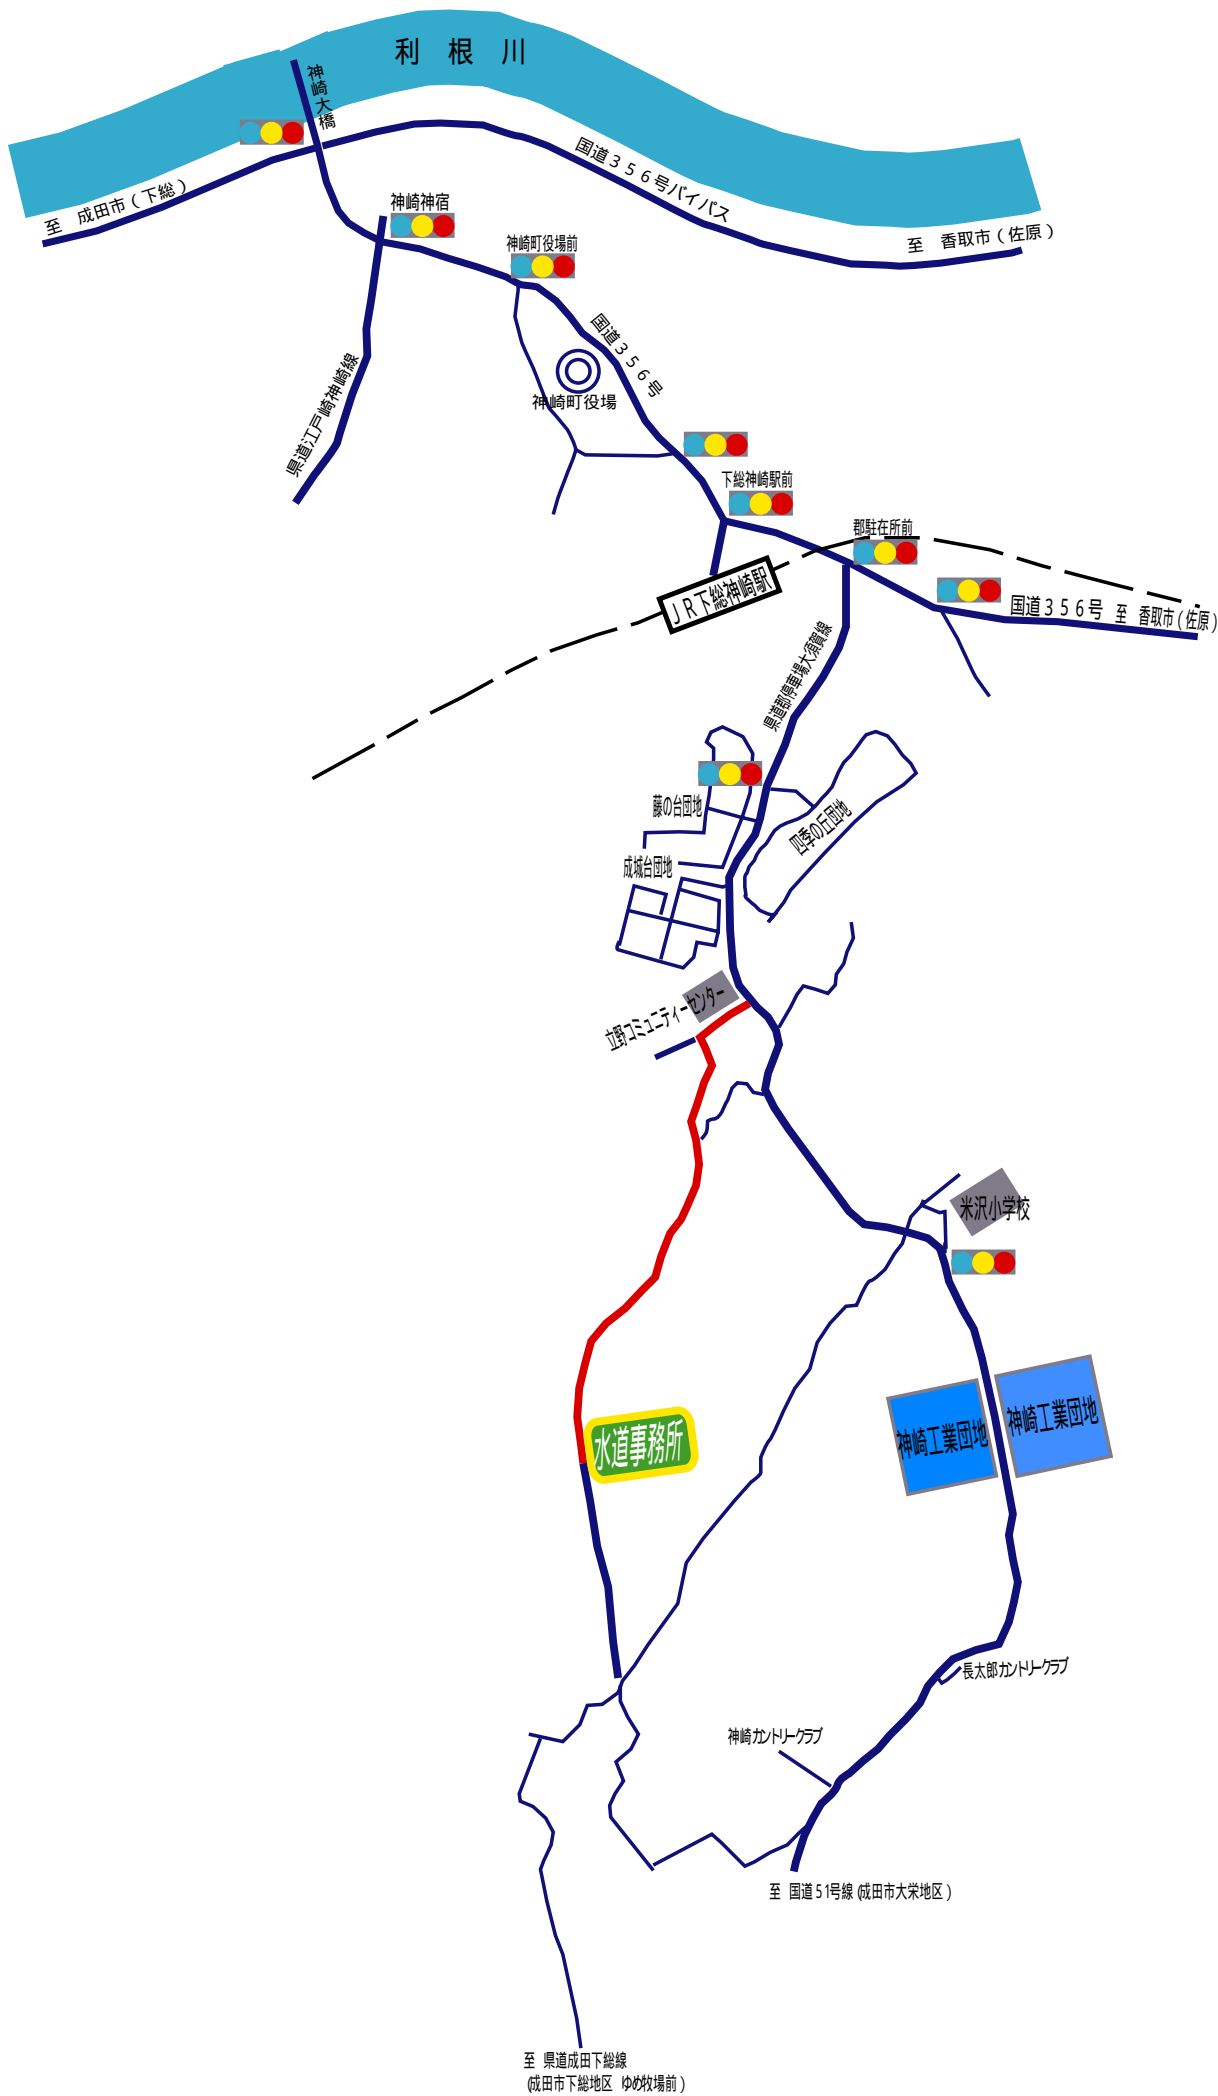 利根川
神崎大橋
国道３５６号バイパス
至　成田市（下総）
至　香取市（佐原）
神崎神宿
神崎町役場前
国道３５６号
神崎町役場
県道江戸崎神崎線
下総神崎駅前
郡駐在所前
ＪＲ下総神崎駅
国道３５６号　至　香取市（佐原）
県道郡停車場大須賀線
藤の台団地
四季の丘団地
成城台団地
立野コミュニティーセンター
米沢小学校
神崎工業団地
神崎工業団地
水道事務所
長太郎カントリークラブ
神崎カントリークラブ
至　国道51号線（成田市大栄地区）
至　県道成田下総線
（成田市下総地区　ゆめ牧場前）